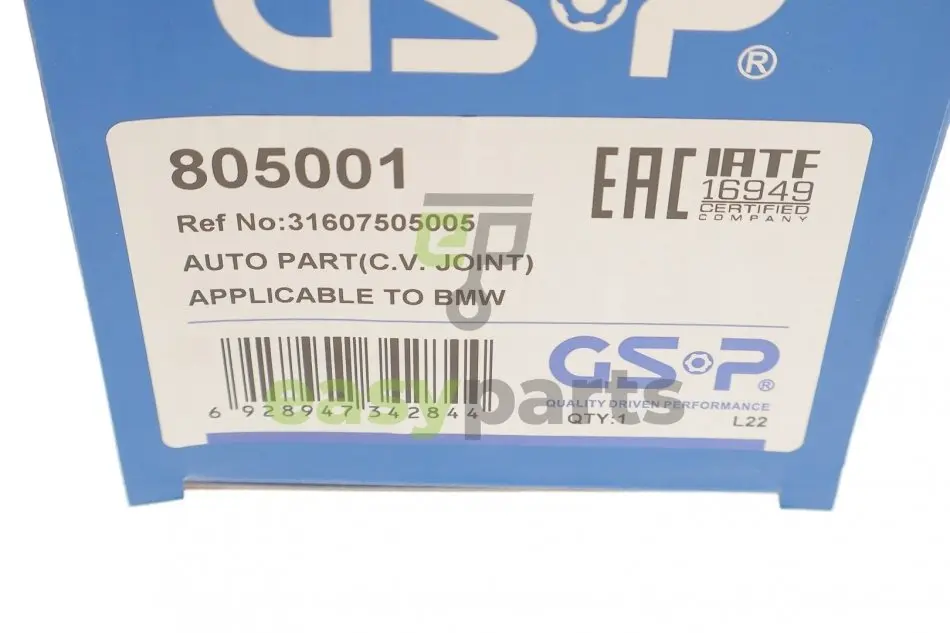 GSP ®
805001
EAC IATF
16949
CERTIFIED
COMPANY
Ref No:31607505005
AUTO PART(C.V. JOINT)
APPLICABLE TO BMW
ep
GSP ®
QUALITY DRIVEN PERFORMANCE
easyparts
6 928947 342844
QTY:1 L22